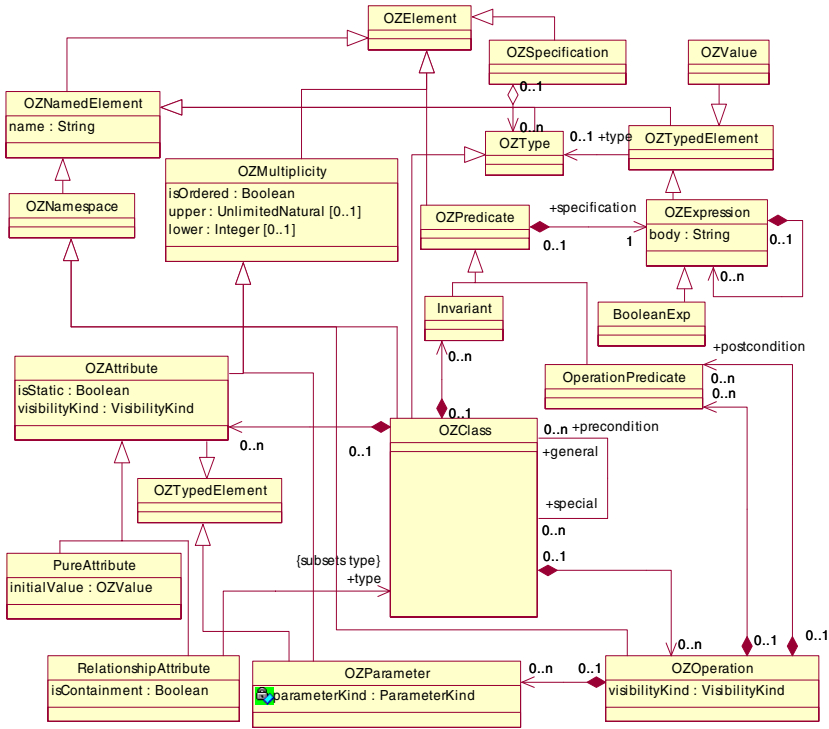 OZElement
OZSpecification
OZValue
0..1
OZNamedElement
name : String
0..n
OZType
0..1
+type
OZTypedElement
OZMultiplicity
isOrdered : Boolean
upper : UnlimitedNatural [0..1]
lower : Integer [0..1]
OZNamespace
OZPredicate
+specification
0..1
1
OZExpression
body : String
0..1
0..n
Invariant
BooleanExp
0..n
+postcondition
OZAttribute
isStatic : Boolean
visibilityKind : VisibilityKind
OperationPredicate
0..n
0..n
0..1
OZClass
0..n
+precondition
0..n
0..1
+general
OZTypedElement
+special
0..n
PureAttribute
initialValue : OZValue
{subsets type}
+type
0..1
0..n
0..1
0..1
RelationshipAttribute
isContainment : Boolean
OZParameter
parameterKind : ParameterKind
0..n
0..1
OZOperation
visibilityKind : VisibilityKind